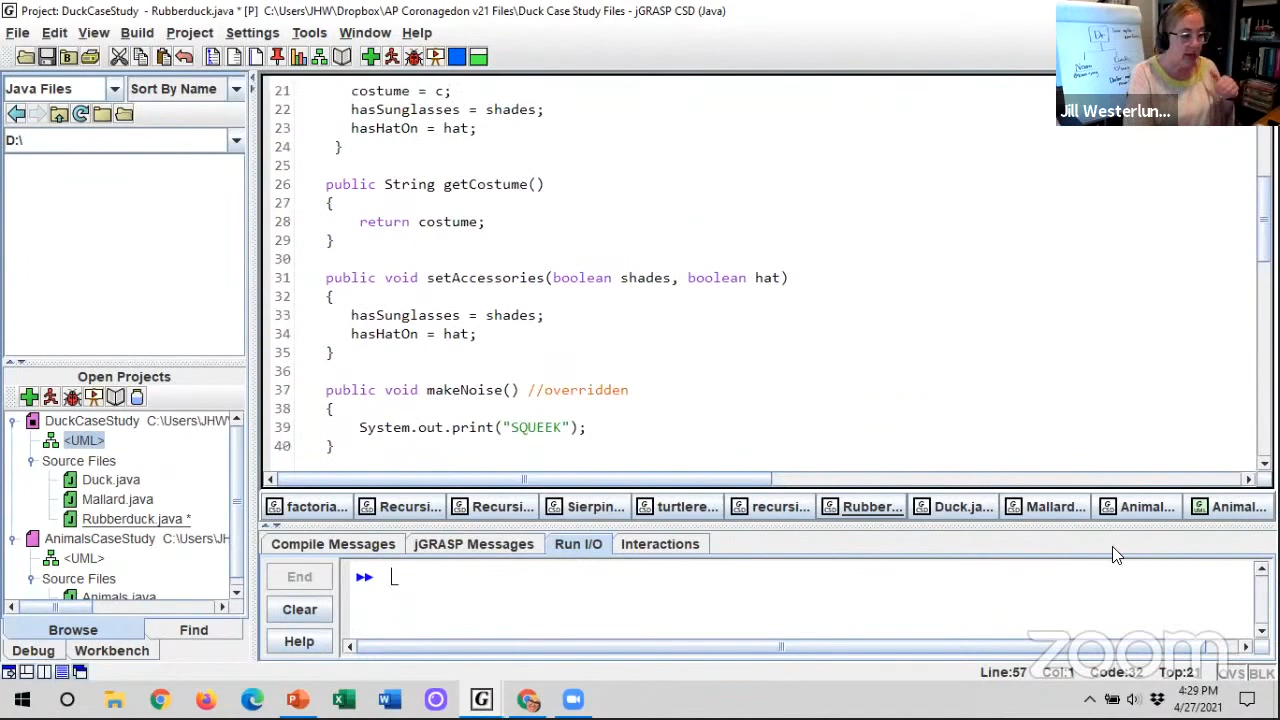 Project: DuckCaseStudy - Rubberduck.java * [P] C:\Users\JHW\Dropbox\AP Coronagedon v21 Files\Duck Case Study Files - jGRASP CSD (Java)
File Edit View Build Project Settings Tools Window Help
Java Files Sort By Name
D:\
21 costume = c;
22 hasSunglasses = shades;
23 hasHatOn = hat;
24 }
25
26 public String getCostume()
27 {
28 return costume;
29 }
30
31 public void setAccessories(boolean shades, boolean hat)
32 {
33 hasSunglasses = shades;
34 hasHatOn = hat;
35 }
36
37 public void makeNoise() //overridden
38 {
39 System.out.print("SQUEEK");
40 }
Jill Westerlun...
Open Projects
DuckCaseStudy C:\Users\JHW
<UML>
Source Files
Duck.java
Mallard.java
Rubberduck.java *
AnimalsCaseStudy C:\Users\JH
<UML>
Source Files
Animals.java
Browse Find
Debug Workbench
factoria... Recursi... Recursi... Sierpin... turtlere... recursi... Rubber... Duck.ja... Mallard... Animal... Animal...
Compile Messages jGRASP Messages Run I/O Interactions
End
Clear
Help
zoom
Line:57 Col:1 Code:32 Top:21 OVS BLK
4:29 PM
4/27/2021